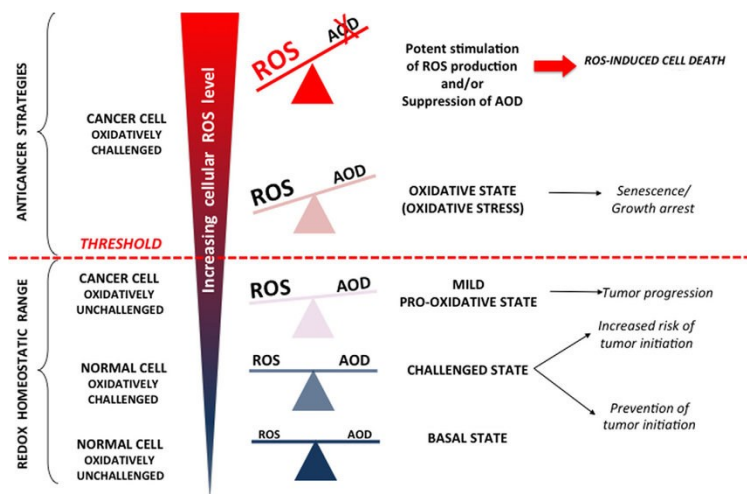 ANTICANCER STRATEGIES
REDOX HOMEOSTATIC RANGE
Increasing cellular ROS level
CANCER CELL
OXIDATIVELY
CHALLENGED
ROS
AOD
X
Potent stimulation
of ROS production
and/or
Suppression of AOD
ROS-INDUCED CELL DEATH
ROS
AOD
OXIDATIVE STATE
(OXIDATIVE STRESS)
Senescence/
Growth arrest
THRESHOLD
CANCER CELL
OXIDATIVELY
UNCHALLENGED
ROS
AOD
MILD
PRO-OXIDATIVE STATE
Tumor progression
NORMAL CELL
OXIDATIVELY
CHALLENGED
ROS
AOD
CHALLENGED STATE
Increased risk of
tumor initiation
Prevention of
tumor initiation
NORMAL CELL
OXIDATIVELY
UNCHALLENGED
ROS
AOD
BASAL STATE